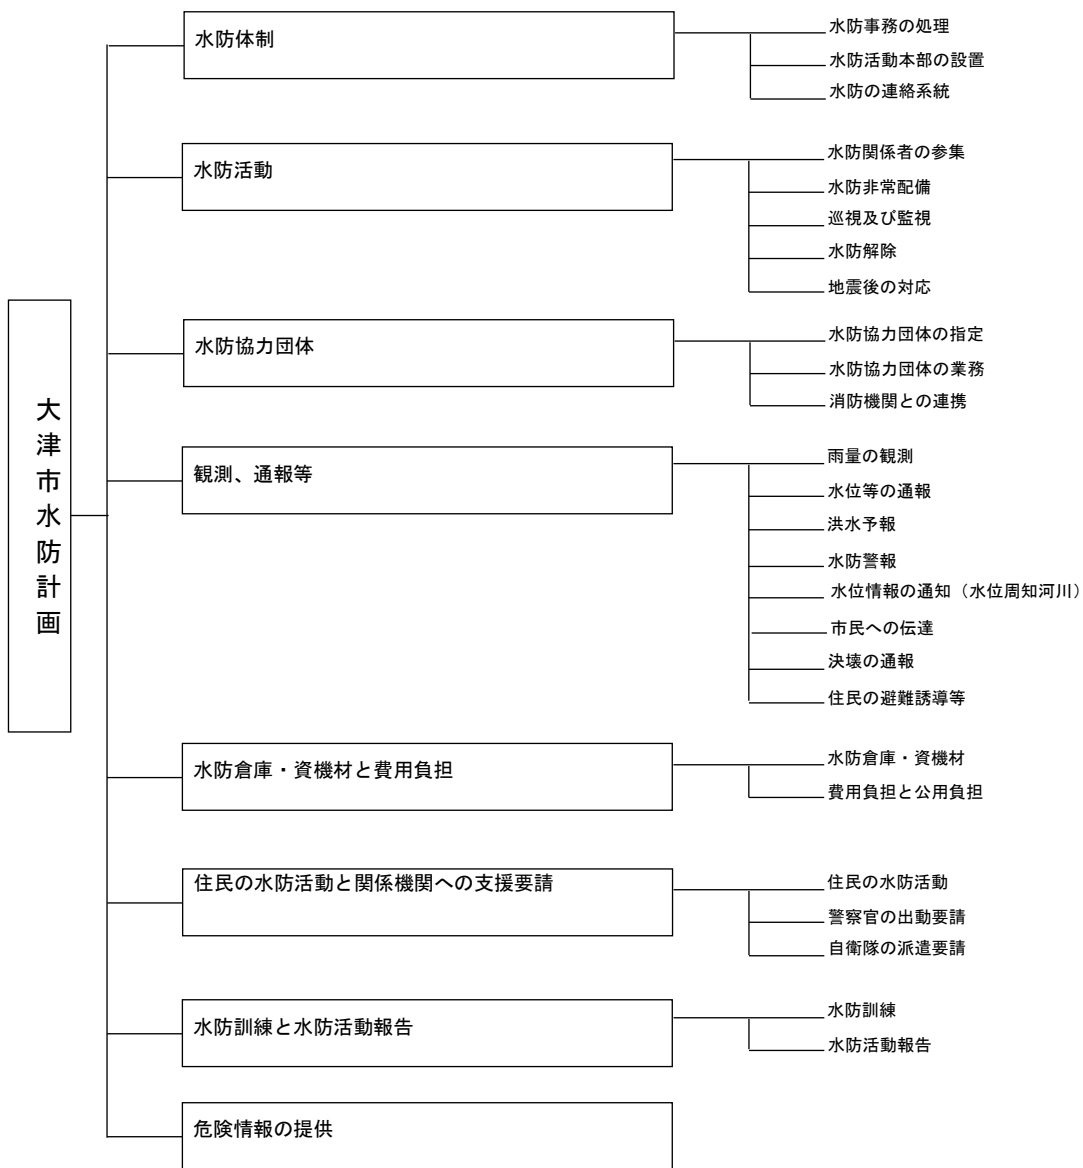 大津市水防計画
水防体制
水防事務の処理
水防活動本部の設置
水防の連絡系統
水防活動
水防関係者の参集
水防非常配備
巡視及び監視
水防解除
地震後の対応
水防協力団体
水防協力団体の指定
水防協力団体の業務
消防機関との連携
観測、通報等
雨量の観測
水位等の通報
洪水予報
水防警報
水位情報の通知（水位周知河川）
市民への伝達
決壊の通報
住民の避難誘導等
水防倉庫・資機材と費用負担
水防倉庫・資機材
費用負担と公用負担
住民の水防活動と関係機関への支援要請
住民の水防活動
警察官の出動要請
自衛隊の派遣要請
水防訓練と水防活動報告
水防訓練
水防活動報告
危険情報の提供